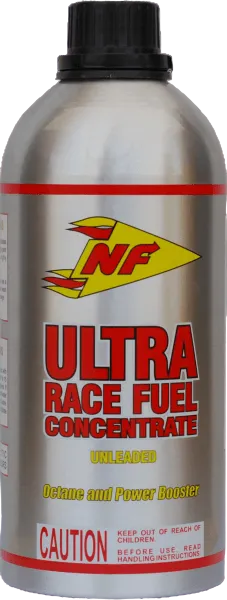 NF
ULTRA
RACE FUEL
CONCENTRATE
UNLEADED
Octane and Power Booster
CAUTION
KEEP OUT OF REACH OF
CHILDREN.
BEFORE USE, READ
HANDLING INSTRUCTIONS